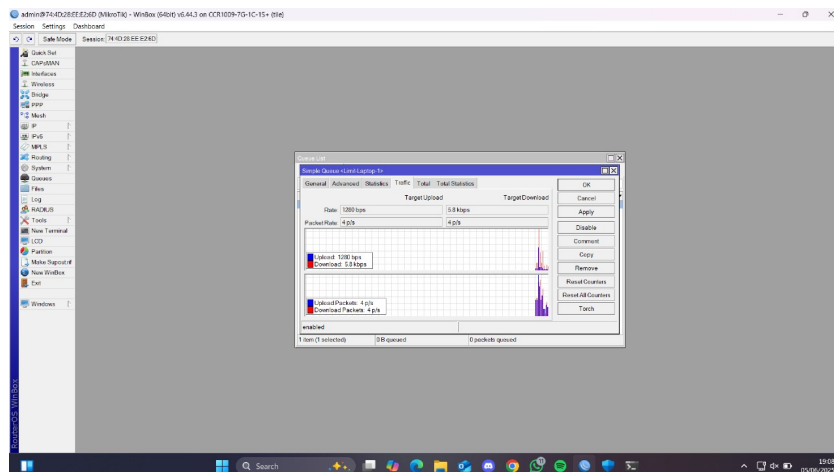 admin@74:4D:28:EE:E2:6D (MikroTik) - WinBox (64bit) v6.44.3 on CCR1009-7G-1C-1S+ (tile)
Session Settings Dashboard
Safe Mode Session: 74:4D:28:EE:E2:6D
Quick Set
CAPsMAN
Interfaces
Wireless
Bridge
PPP
Mesh
IP
IPv6
MPLS
Routing
System
Queues
Files
Log
RADIUS
Tools
New Terminal
LCD
Partition
Make Supout.rif
New WinBox
Exit
Windows
RouterOS WinBox
Queue List
Simple Queue <Limit-Laptop-1>
General Advanced Statistics Traffic Total Total Statistics
Target Upload Target Download
Rate: 1280 bps 5.8 kbps
Packet Rate: 4 p/s 4 p/s
Upload: 1280 bps
Download: 5.8 kbps
Upload Packets: 4 p/s
Download Packets: 4 p/s
enabled
OK
Cancel
Apply
Disable
Comment
Copy
Remove
Reset Counters
Reset All Counters
Torch
1 item (1 selected) 0 B queued 0 packets queued
Search
19:08
05/06/2025